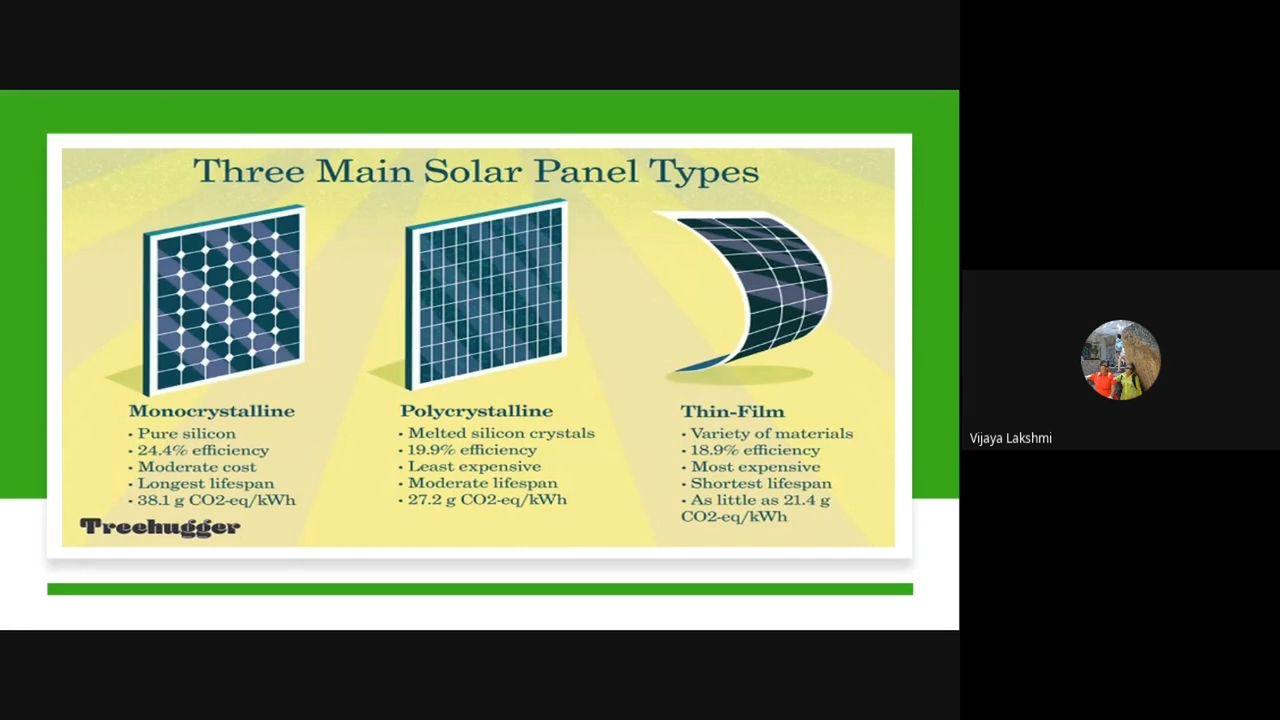 Three Main Solar Panel Types
Monocrystalline
• Pure silicon
• 24.4% efficiency
• Moderate cost
• Longest lifespan
• 38.1 g CO2-eq/kWh
Polycrystalline
• Melted silicon crystals
• 19.9% efficiency
• Least expensive
• Moderate lifespan
• 27.2 g CO2-eq/kWh
Thin-Film
• Variety of materials
• 18.9% efficiency
• Most expensive
• Shortest lifespan
• As little as 21.4 g
CO2-eq/kWh
Treehugger
Vijaya Lakshmi